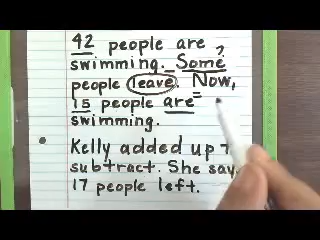 42 people are
swimming. Some ?
people leave. Now,
15 people are =
swimming.
Kelly added up
subtract. She
17 people left.